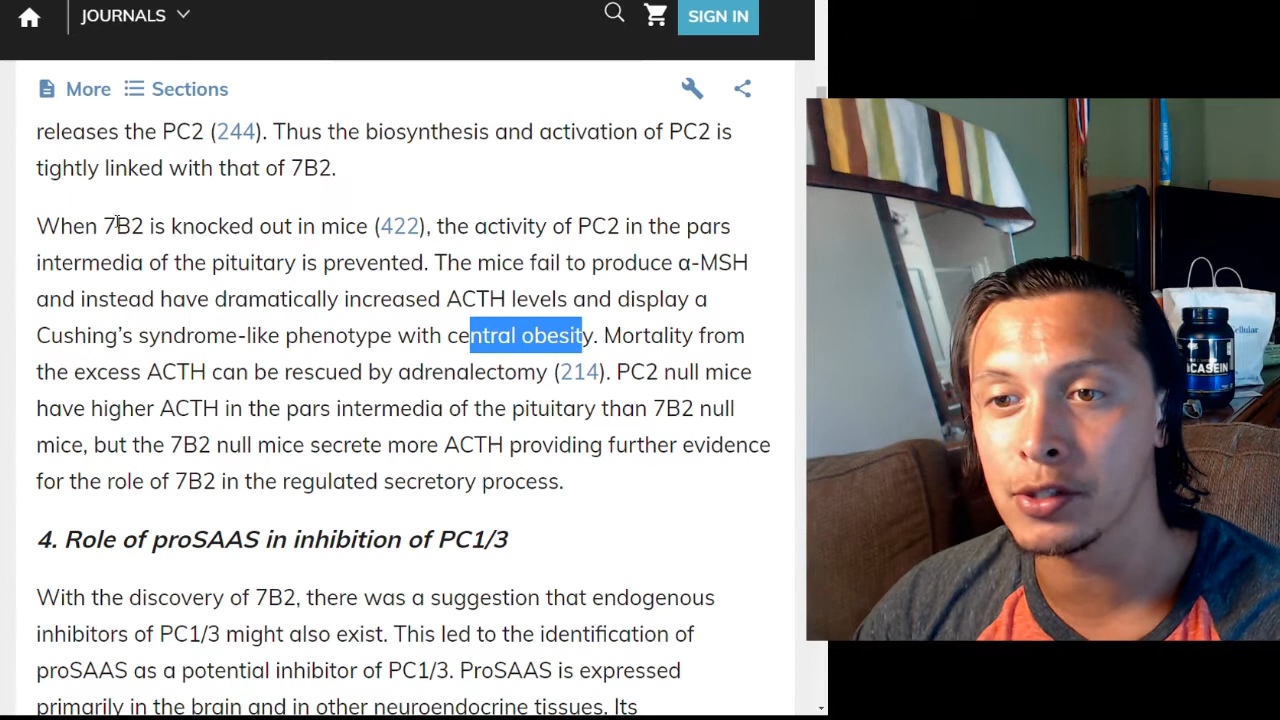 JOURNALS
SIGN IN
More
Sections
releases the PC2 (244). Thus the biosynthesis and activation of PC2 is
tightly linked with that of 7B2.
When 7B2 is knocked out in mice (422), the activity of PC2 in the pars
intermedia of the pituitary is prevented. The mice fail to produce α-MSH
and instead have dramatically increased ACTH levels and display a
Cushing’s syndrome-like phenotype with central obesity. Mortality from
the excess ACTH can be rescued by adrenalectomy (214). PC2 null mice
have higher ACTH in the pars intermedia of the pituitary than 7B2 null
mice, but the 7B2 null mice secrete more ACTH providing further evidence
for the role of 7B2 in the regulated secretory process.
4. Role of proSAAS in inhibition of PC1/3
With the discovery of 7B2, there was a suggestion that endogenous
inhibitors of PC1/3 might also exist. This led to the identification of
proSAAS as a potential inhibitor of PC1/3. ProSAAS is expressed
primarily in the brain and in other neuroendocrine tissues. Its
Cellular
CASEIN